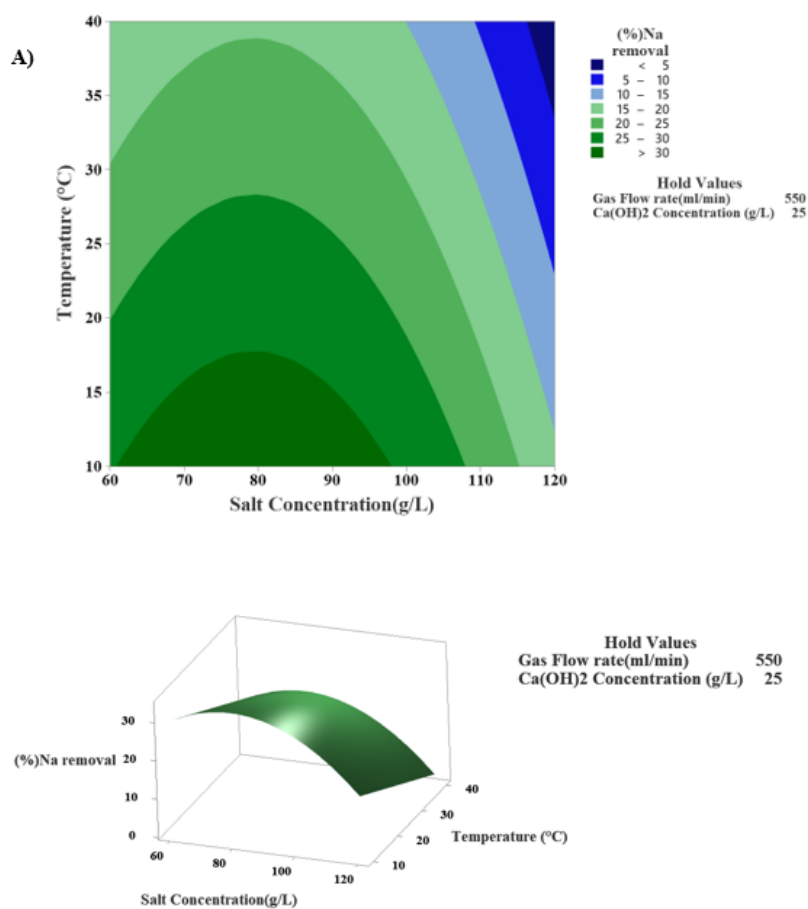 A)
40
35
30
25
20
15
10
Temperature (°C)
60 70 80 90 100 110 120
Salt Concentration(g/L)
(%)Na
removal
< 5
5 – 10
10 – 15
15 – 20
20 – 25
25 – 30
> 30
Hold Values
Gas Flow rate(ml/min) 550
Ca(OH)2 Concentration (g/L) 25
Hold Values
Gas Flow rate(ml/min) 550
Ca(OH)2 Concentration (g/L) 25
30
(%)Na removal 20
10
0
60 80 100 120
Salt Concentration(g/L)
40
30
20
10
Temperature (°C)